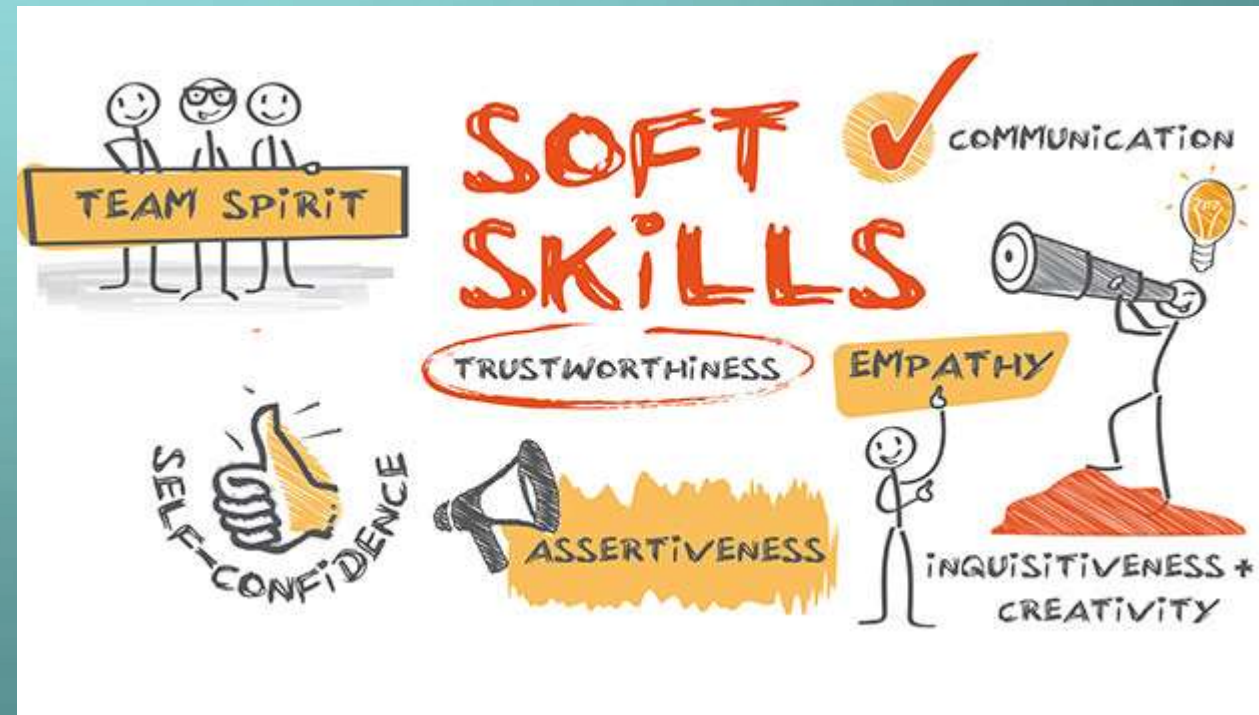 TEAM SPIRIT
SOFT
SKILLS
COMMUNICATION
TRUSTWORTHINESS
EMPATHY
SELF-CONFIDENCE
ASSERTIVENESS
INQUISITIVENESS +
CREATIVITY